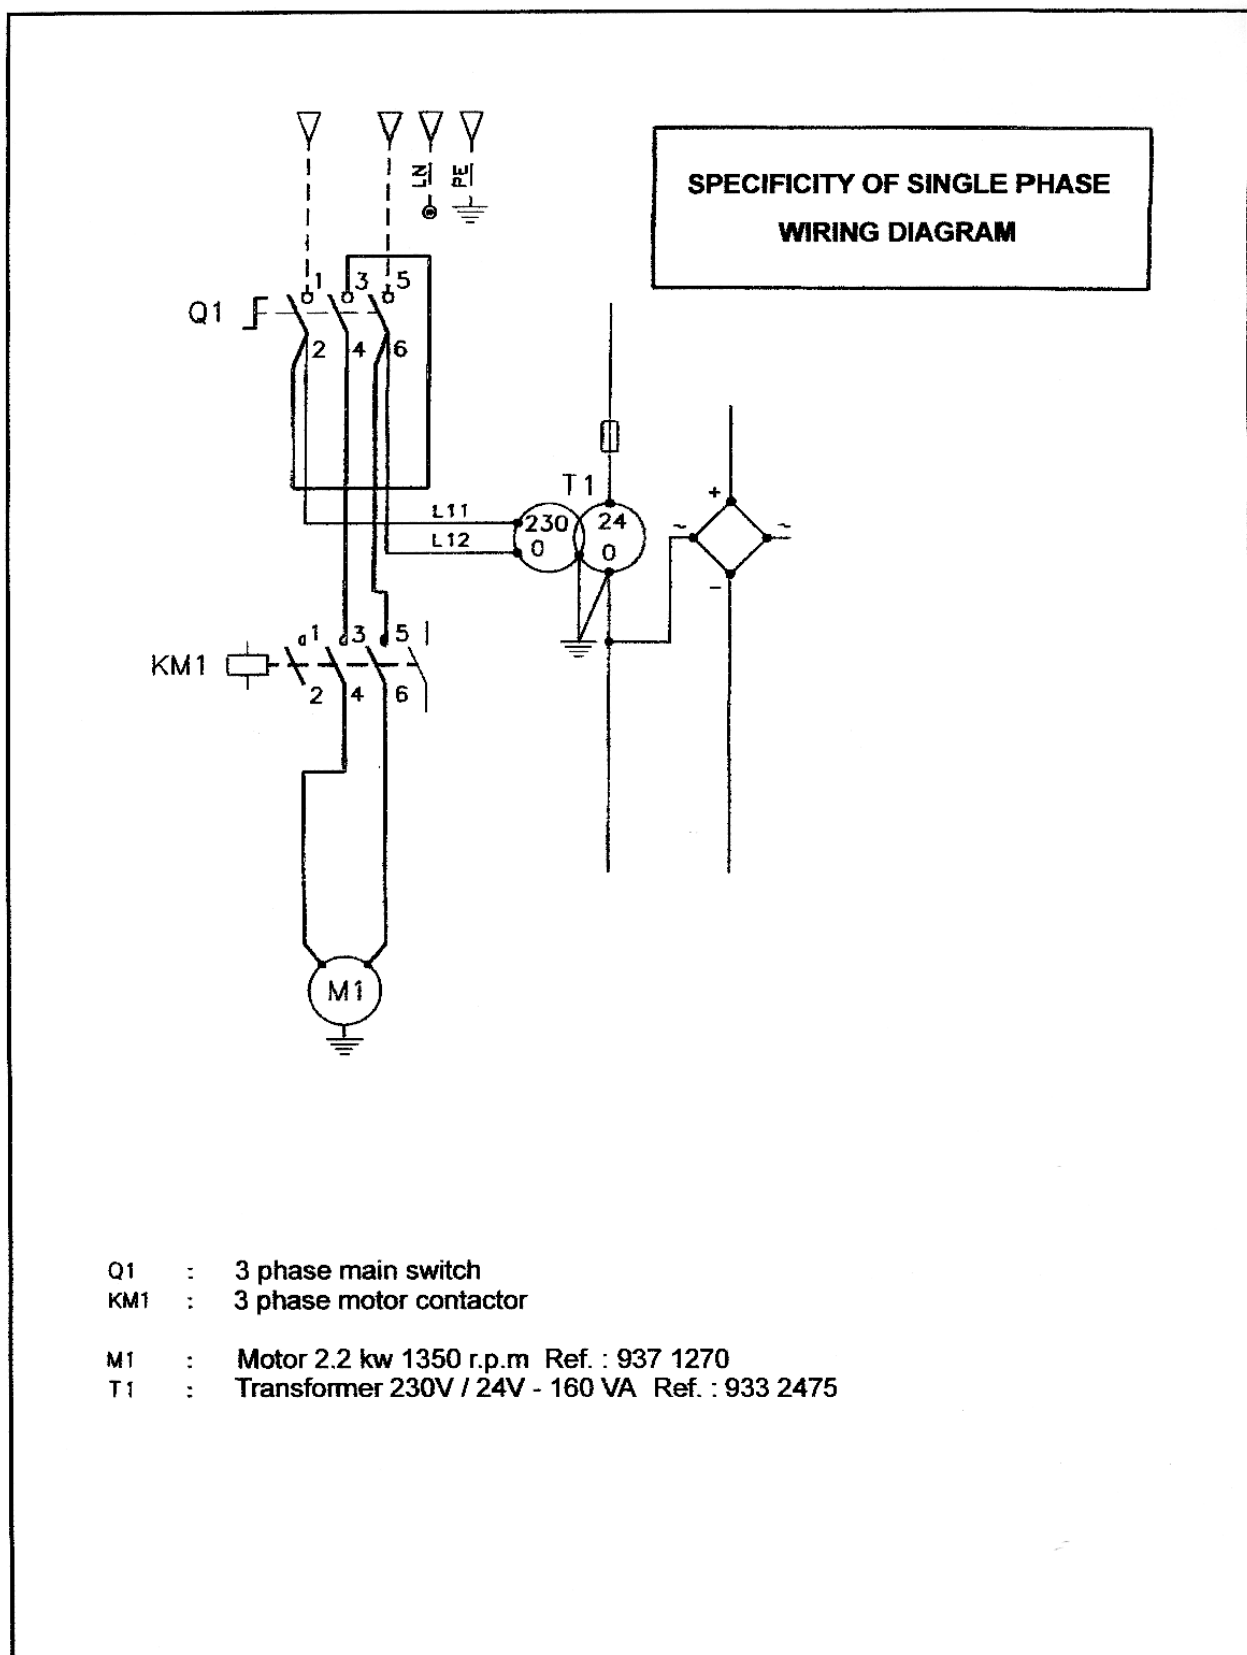 LN PE
SPECIFICITY OF SINGLE PHASE
WIRING DIAGRAM
1 3 5
Q1
2 4 6
T1
L11 230 24
L12 0 0
+
~ ~
-
1 3 5
KM1
2 4 6
M1
Q1 : 3 phase main switch
KM1 : 3 phase motor contactor
M1 : Motor 2.2 kw 1350 r.p.m Ref. : 937 1270
T1 : Transformer 230V / 24V - 160 VA Ref. : 933 2475